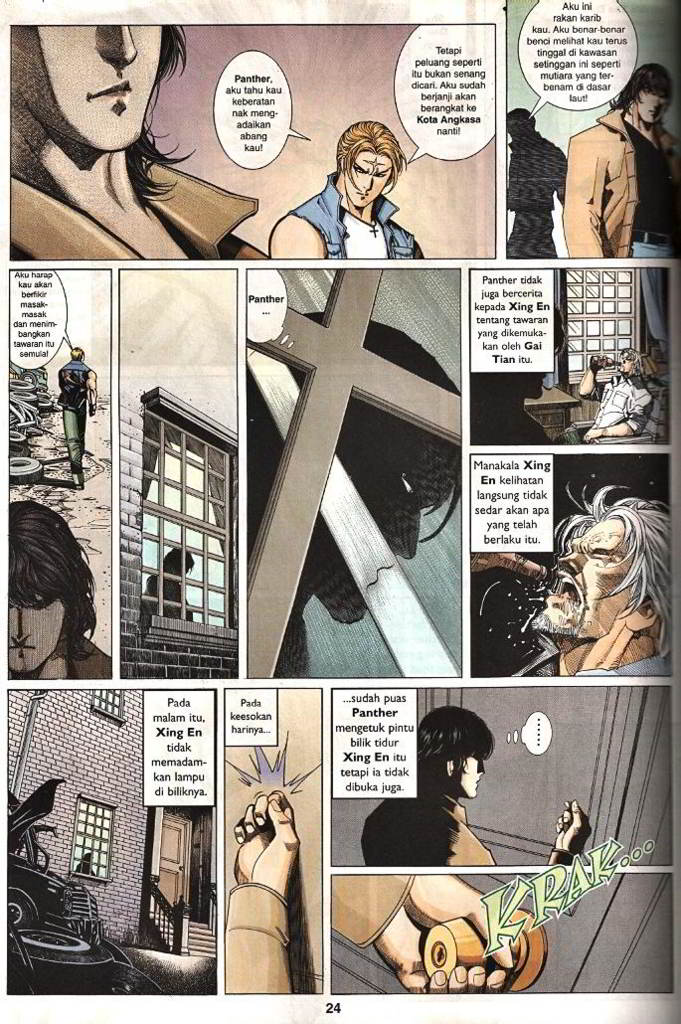 Panther,
aku tahu kau
keberatan
nak meng-
adaikan
abang
kau!
Tetapi
peluang seperti
itu bukan senang
dicari. Aku sudah
berjanji akan
berangkat ke
Kota Angkasa
nanti!
Aku ini
rakan karib
kau. Aku benar-benar
benci melihat kau terus
tinggal di kawasan
setinggan ini seperti
mutiara yang ter-
benam di dasar
laut!
Aku harap
kau akan
berfikir
masak-
masak
dan menim-
bangkan
tawaran itu
semula!
Panther
...
Panther tidak
juga bercerita
kepada Xing En
tentang tawaran
yang dikemuka-
kan oleh Gai
Tian itu.
Manakala Xing
En kelihatan
langsung tidak
sedar akan apa
yang telah
berlaku itu.
Pada
malam itu,
Xing En
tidak
memadam-
kan lampu
di biliknya.
Pada
keesokan
harinya...
...sudah puas
Panther
mengetuk pintu
bilik tidur
Xing En itu
tetapi ia tidak
dibuka juga.
.....
KRAK...
24